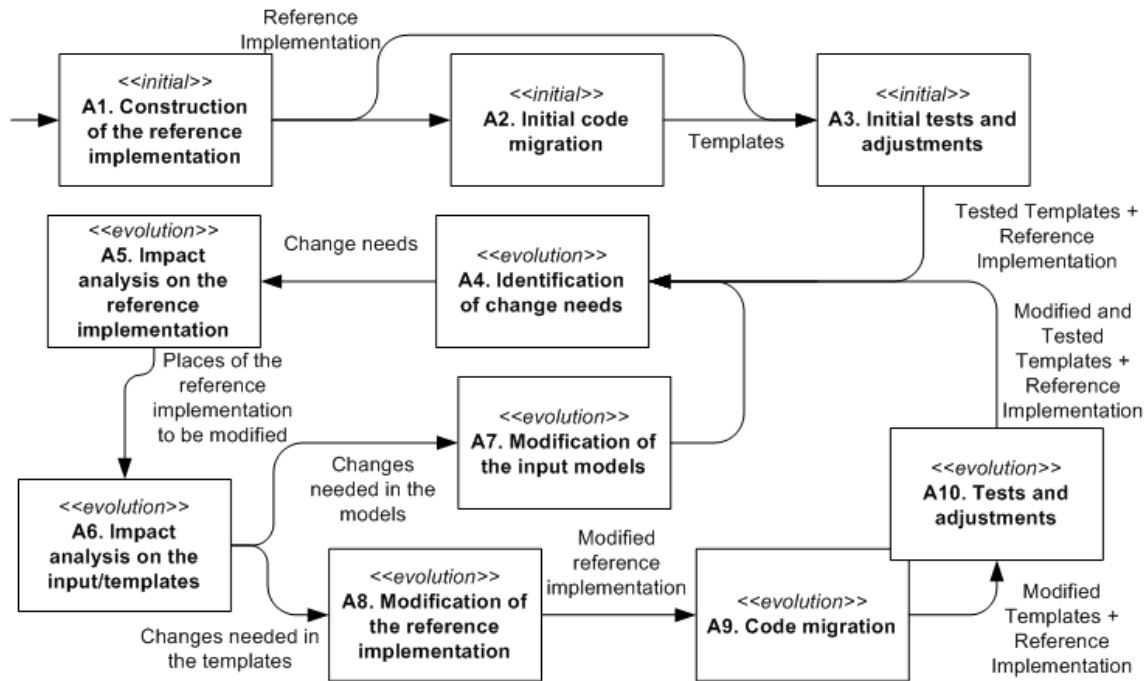 Reference
Implementation
<<initial>>
A1. Construction
of the reference
implementation
<<initial>>
A2. Initial code
migration
Templates
<<initial>>
A3. Initial tests and
adjustments
Tested Templates +
Reference
Implementation
<<evolution>>
A4. Identification
of change needs
Change needs
<<evolution>>
A5. Impact
analysis on the
reference
implementation
Places of the
reference
implementation
to be modified
<<evolution>>
A6. Impact
analysis on the
input/templates
Changes
needed in the
models
<<evolution>>
A7. Modification of
the input models
Changes needed in
the templates
<<evolution>>
A8. Modification of
the reference
implementation
Modified
reference
implementation
<<evolution>>
A9. Code migration
Modified
Templates +
Reference
Implementation
<<evolution>>
A10. Tests and
adjustments
Modified and
Tested
Templates +
Reference
Implementation